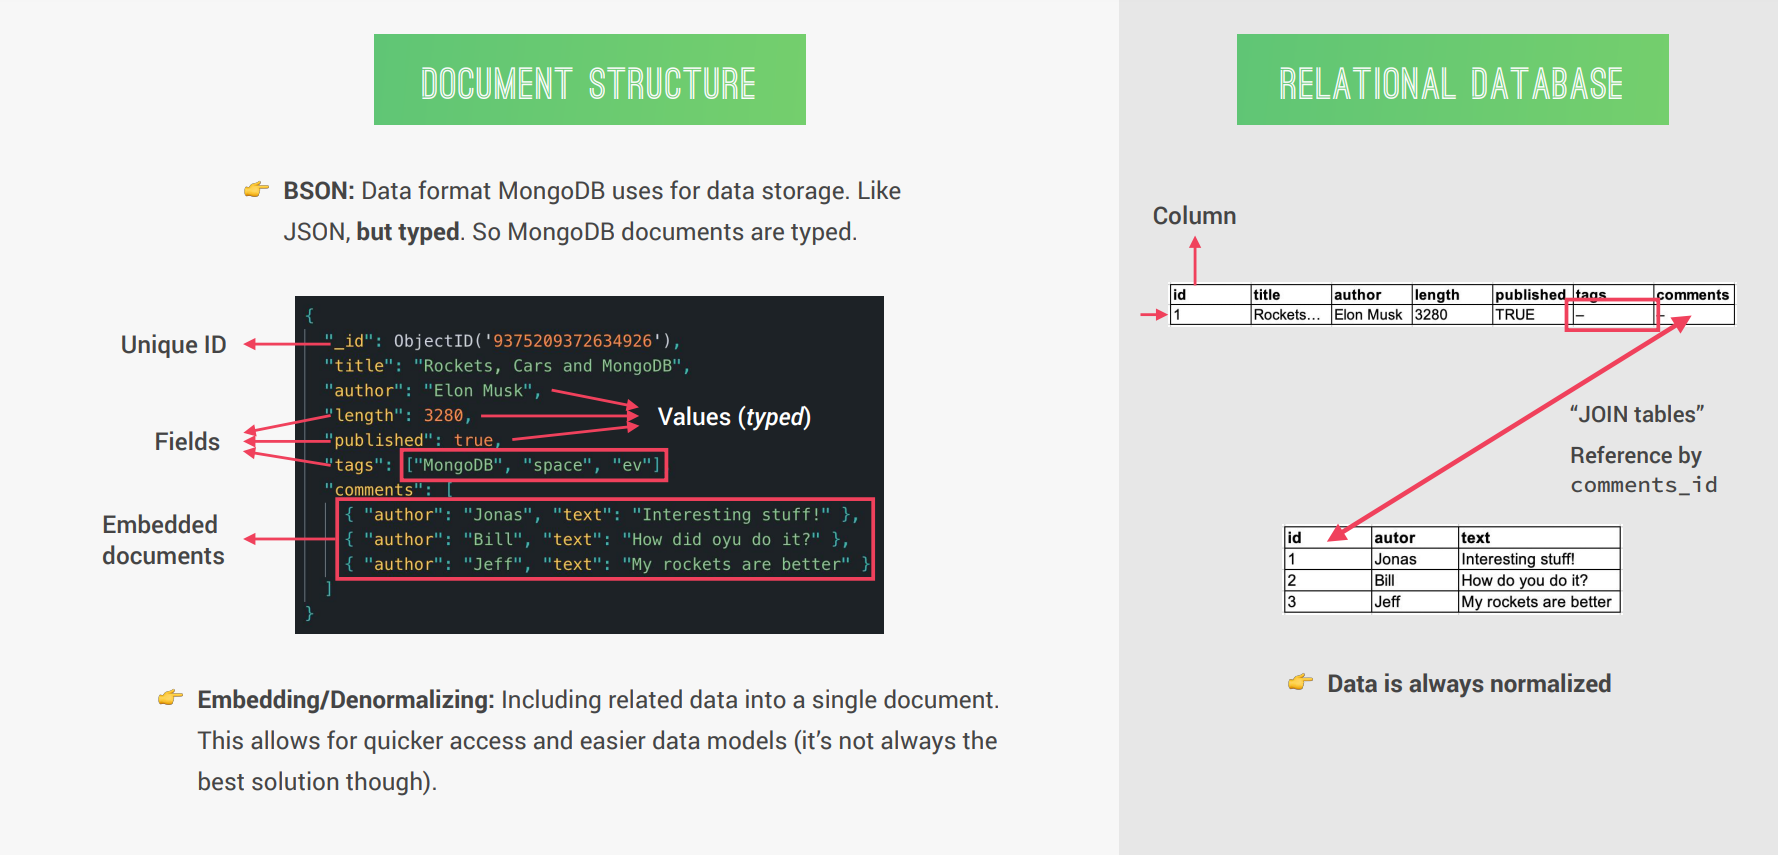 DOCUMENT STRUCTURE
BSON: Data format MongoDB uses for data storage. Like
JSON, but typed. So MongoDB documents are typed.
{
"_id": ObjectID('9375209372634926'),
"title": "Rockets, Cars and MongoDB",
"author": "Elon Musk",
"length": 3280,
"published": true,
"tags": ["MongoDB", "space", "ev"]
"comments": [
{ "author": "Jonas", "text": "Interesting stuff!" },
{ "author": "Bill", "text": "How did oyu do it?" },
{ "author": "Jeff", "text": "My rockets are better" }
]
}
Unique ID
Fields
Embedded
documents
Values (typed)
Embedding/Denormalizing: Including related data into a single document.
This allows for quicker access and easier data models (it’s not always the
best solution though).
RELATIONAL DATABASE
Column
id title author length published tags comments
1 Rockets... Elon Musk 3280 TRUE – –
“JOIN tables”
Reference by
comments_id
id autor text
1 Jonas Interesting stuff!
2 Bill How do you do it?
3 Jeff My rockets are better
Data is always normalized